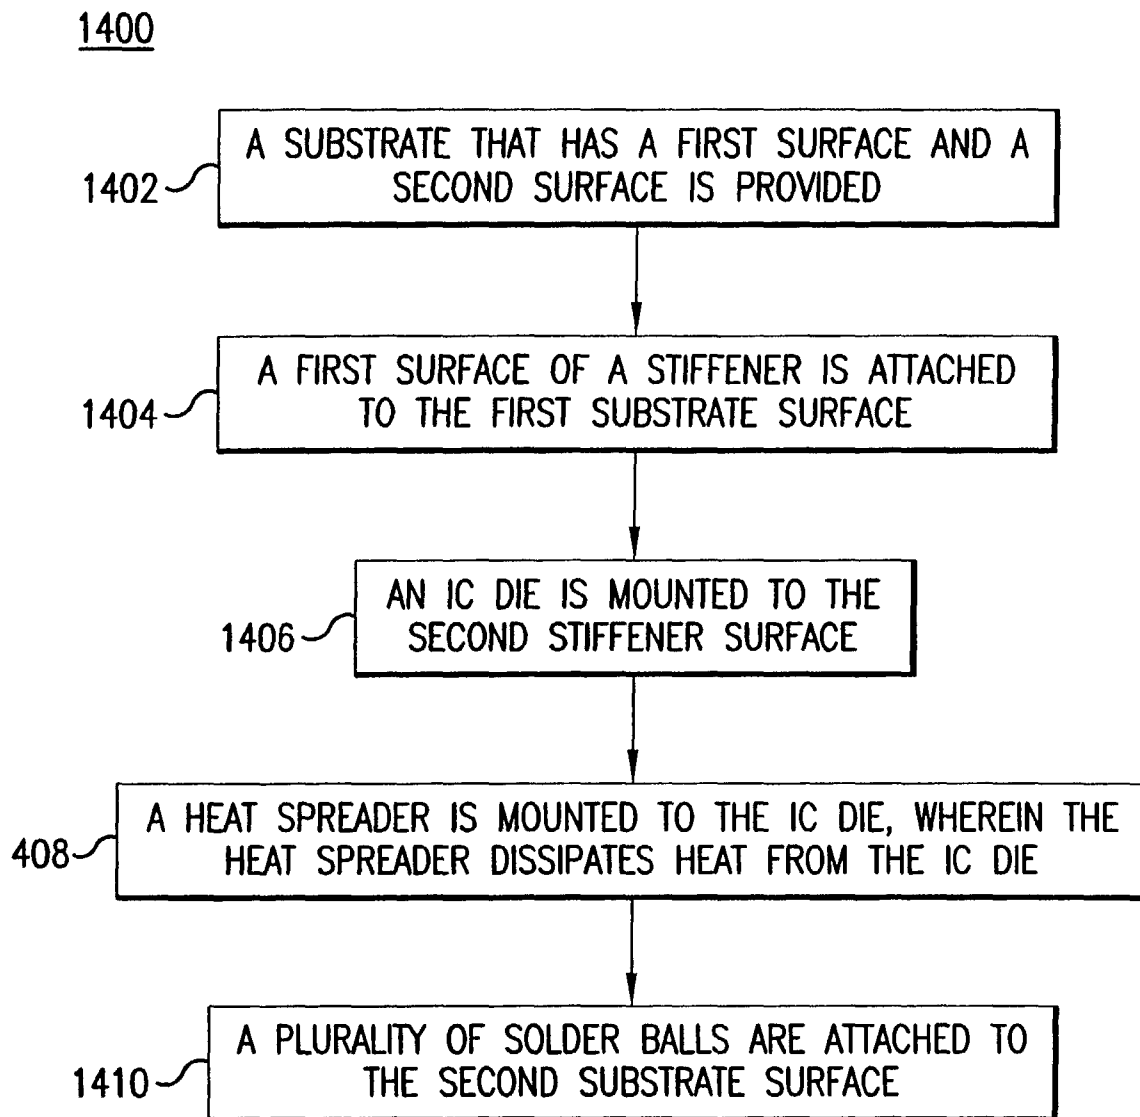 1400
A SUBSTRATE THAT HAS A FIRST SURFACE AND A
SECOND SURFACE IS PROVIDED
1402
A FIRST SURFACE OF A STIFFENER IS ATTACHED
TO THE FIRST SUBSTRATE SURFACE
1404
AN IC DIE IS MOUNTED TO THE
SECOND STIFFENER SURFACE
1406
A HEAT SPREADER IS MOUNTED TO THE IC DIE, WHEREIN THE
HEAT SPREADER DISSIPATES HEAT FROM THE IC DIE
408
A PLURALITY OF SOLDER BALLS ARE ATTACHED TO
THE SECOND SUBSTRATE SURFACE
1410